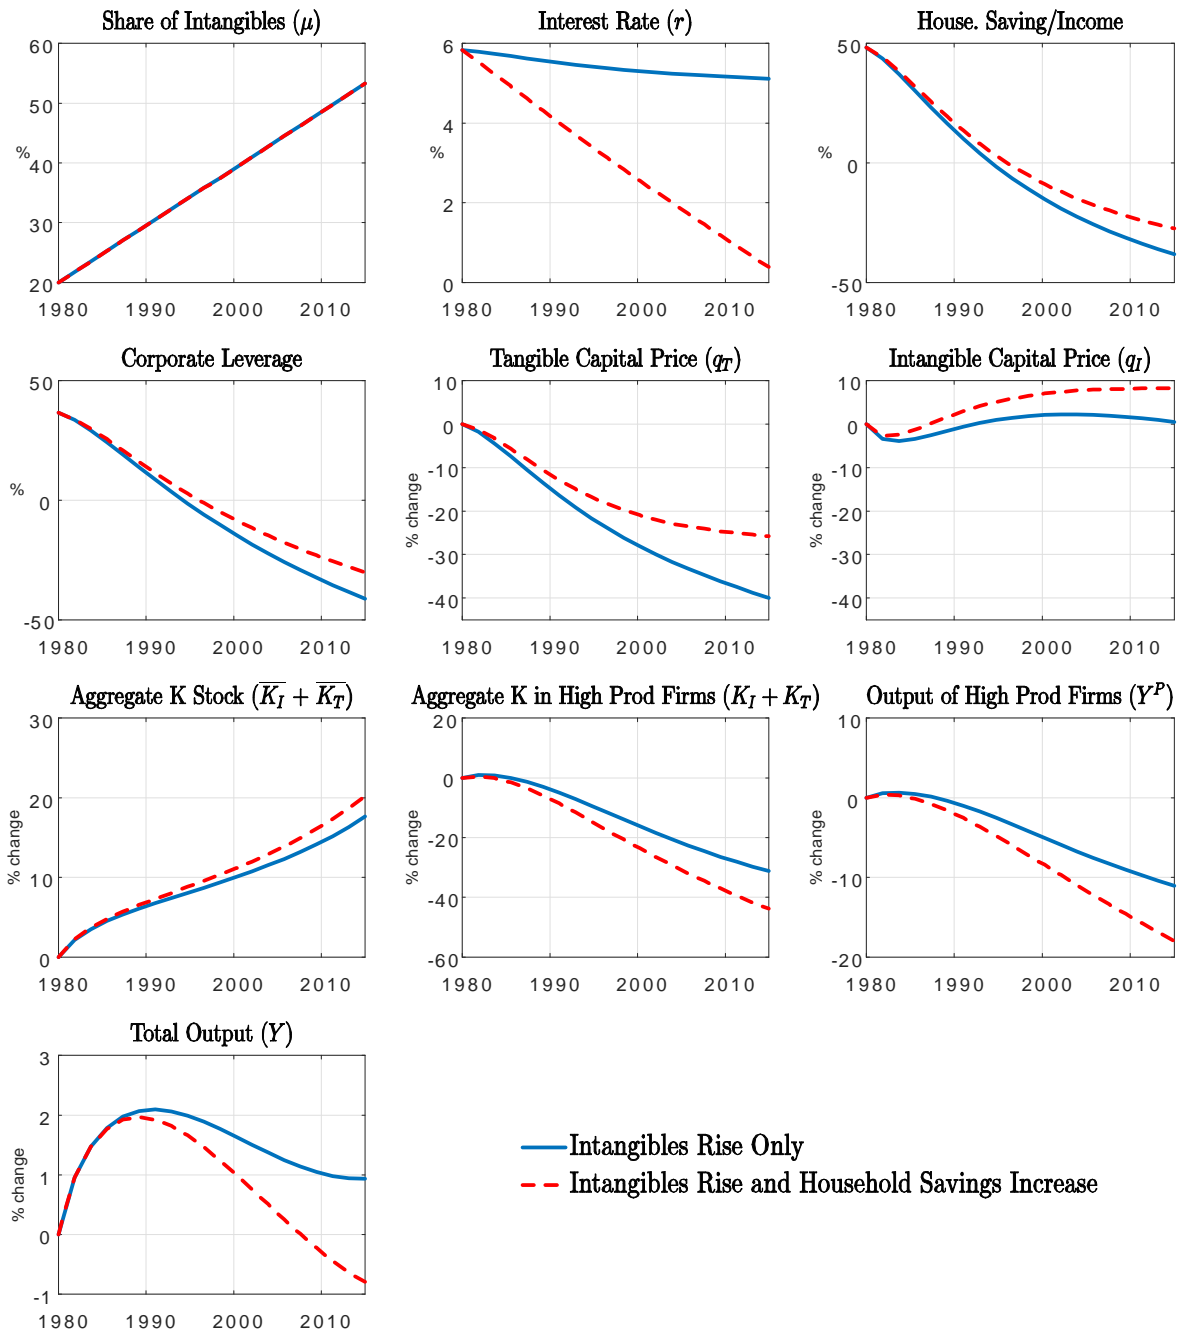 Share of Intangibles (μ)
60
50
40
30
20
%
1980 1990 2000 2010
Interest Rate (r)
6
4
2
0
%
1980 1990 2000 2010
House. Saving/Income
50
0
-50
%
1980 1990 2000 2010
Corporate Leverage
50
0
-50
%
1980 1990 2000 2010
Tangible Capital Price (q_T)
10
0
-10
-20
-30
-40
% change
1980 1990 2000 2010
Intangible Capital Price (q_I)
10
0
-10
-20
-30
-40
% change
1980 1990 2000 2010
Aggregate K Stock (\overline{K_I} + \overline{K_T})
30
20
10
0
% change
1980 1990 2000 2010
Aggregate K in High Prod Firms (K_I + K_T)
20
0
-20
-40
-60
% change
1980 1990 2000 2010
Output of High Prod Firms (Y^P)
10
0
-10
-20
% change
1980 1990 2000 2010
Total Output (Y)
3
2
1
0
-1
% change
1980 1990 2000 2010
Intangibles Rise Only
Intangibles Rise and Household Savings Increase